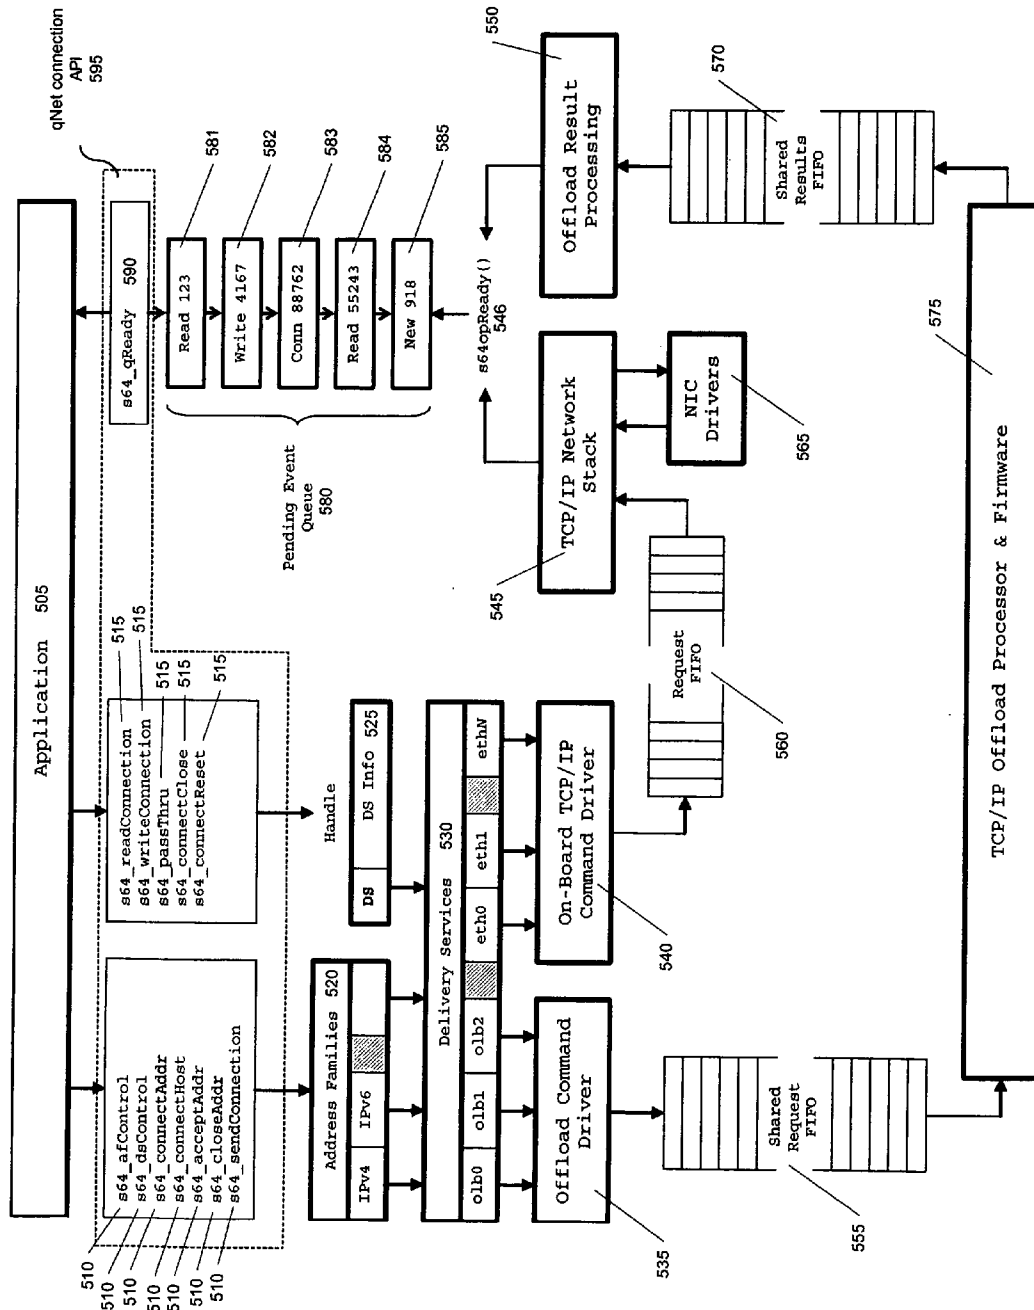 Application 505
qNet connection
API
595
s64_afControl
s64_dsControl
s64_connectAddr
s64_connectHost
s64_acceptAddr
s64_closeAddr
s64_sendConnection
510
510
510
510
510
510
510
s64_readConnection
s64_writeConnection
s64_passThru
s64_connectClose
s64_connectReset
515
515
515
515
515
s64_qReady 590
Address Families 520
IPv4
IPv6
Handle
DS
DS Info 525
Read 123
Write 4167
Conn 88762
Read 55243
New 918
581
582
583
584
585
Pending Event
Queue
580
Delivery Services 530
olb0
olb1
olb2
eth0
eth1
ethN
s64opReady()
546
Offload Command
Driver
535
On-Board TCP/IP
Command Driver
540
TCP/IP Network
Stack
545
Offload Result
Processing
550
NIC
Drivers
565
Shared
Request
FIFO
555
Request
FIFO
560
Shared
Results
FIFO
570
TCP/IP Offload Processor & Firmware
575